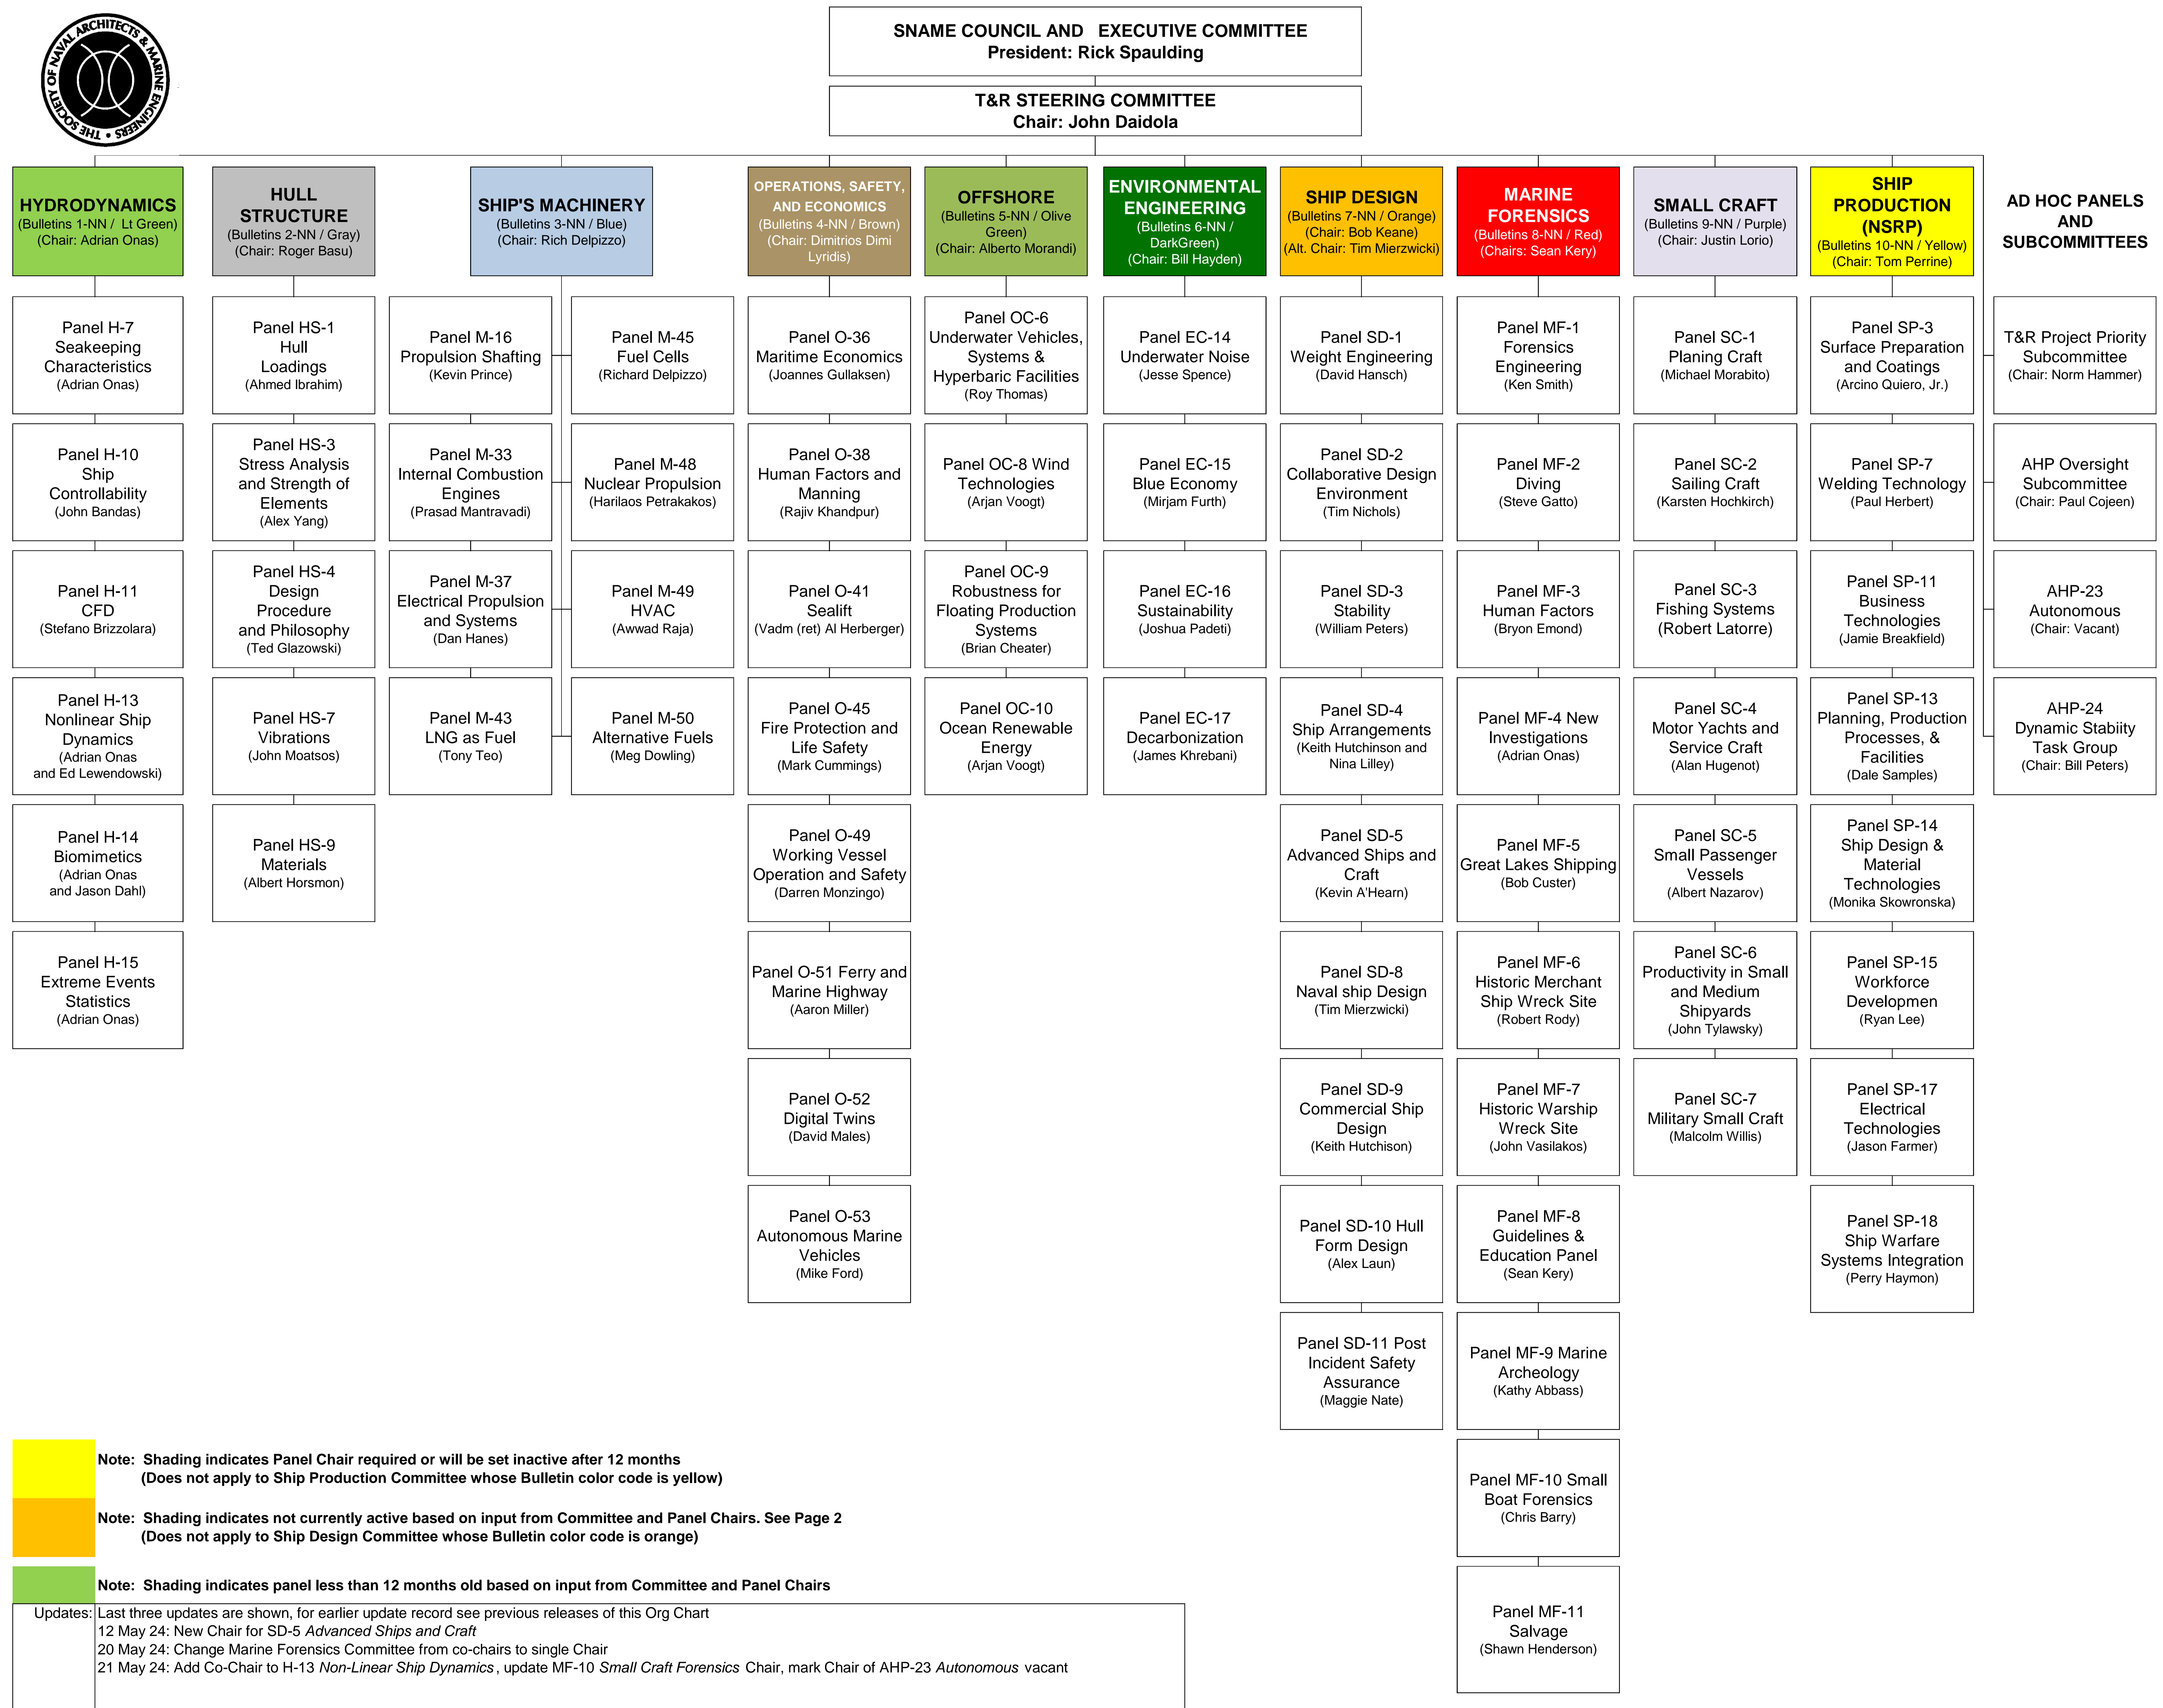 THE SOCIETY OF NAVAL ARCHITECTS & MARINE ENGINEERS
SNAME COUNCIL AND EXECUTIVE COMMITTEE
President: Rick Spaulding
T&R STEERING COMMITTEE
Chair: John Daidola
HYDRODYNAMICS
(Bulletins 1-NN / Lt Green)
(Chair: Adrian Onas)
HULL
STRUCTURE
(Bulletins 2-NN / Gray)
(Chair: Roger Basu)
SHIP'S MACHINERY
(Bulletins 3-NN / Blue)
(Chair: Rich Delpizzo)
OPERATIONS, SAFETY,
AND ECONOMICS
(Bulletins 4-NN / Brown)
(Chair: Dimitrios Dimi
Lyridis)
OFFSHORE
(Bulletins 5-NN / Olive
Green)
(Chair: Alberto Morandi)
ENVIRONMENTAL
ENGINEERING
(Bulletins 6-NN /
DarkGreen)
(Chair: Bill Hayden)
SHIP DESIGN
(Bulletins 7-NN / Orange)
(Chair: Bob Keane)
(Alt. Chair: Tim Mierzwicki)
MARINE
FORENSICS
(Bulletins 8-NN / Red)
(Chairs: Sean Kery)
SMALL CRAFT
(Bulletins 9-NN / Purple)
(Chair: Justin Lorio)
SHIP
PRODUCTION
(NSRP)
(Bulletins 10-NN / Yellow)
(Chair: Tom Perrine)
AD HOC PANELS
AND
SUBCOMMITTEES
Panel H-7
Seakeeping
Characteristics
(Adrian Onas)
Panel H-10
Ship
Controllability
(John Bandas)
Panel H-11
CFD
(Stefano Brizzolara)
Panel H-13
Nonlinear Ship
Dynamics
(Adrian Onas
and Ed Lewendowski)
Panel H-14
Biomimetics
(Adrian Onas
and Jason Dahl)
Panel H-15
Extreme Events
Statistics
(Adrian Onas)
Panel HS-1
Hull
Loadings
(Ahmed Ibrahim)
Panel HS-3
Stress Analysis
and Strength of
Elements
(Alex Yang)
Panel HS-4
Design
Procedure
and Philosophy
(Ted Glazowski)
Panel HS-7
Vibrations
(John Moatsos)
Panel HS-9
Materials
(Albert Horsmon)
Panel M-16
Propulsion Shafting
(Kevin Prince)
Panel M-33
Internal Combustion
Engines
(Prasad Mantravadi)
Panel M-37
Electrical Propulsion
and Systems
(Dan Hanes)
Panel M-43
LNG as Fuel
(Tony Teo)
Panel M-45
Fuel Cells
(Richard Delpizzo)
Panel M-48
Nuclear Propulsion
(Harilaos Petrakakos)
Panel M-49
HVAC
(Awwad Raja)
Panel M-50
Alternative Fuels
(Meg Dowling)
Panel O-36
Maritime Economics
(Joannes Gullaksen)
Panel O-38
Human Factors and
Manning
(Rajiv Khandpur)
Panel O-41
Sealift
(Vadm (ret) Al Herberger)
Panel O-45
Fire Protection and
Life Safety
(Mark Cummings)
Panel O-49
Working Vessel
Operation and Safety
(Darren Monzingo)
Panel O-51 Ferry and
Marine Highway
(Aaron Miller)
Panel O-52
Digital Twins
(David Males)
Panel O-53
Autonomous Marine
Vehicles
(Mike Ford)
Panel OC-6
Underwater Vehicles,
Systems &
Hyperbaric Facilities
(Roy Thomas)
Panel OC-8 Wind
Technologies
(Arjan Voogt)
Panel OC-9
Robustness for
Floating Production
Systems
(Brian Cheater)
Panel OC-10
Ocean Renewable
Energy
(Arjan Voogt)
Panel EC-14
Underwater Noise
(Jesse Spence)
Panel EC-15
Blue Economy
(Mirjam Furth)
Panel EC-16
Sustainability
(Joshua Padeti)
Panel EC-17
Decarbonization
(James Khrebani)
Panel SD-1
Weight Engineering
(David Hansch)
Panel SD-2
Collaborative Design
Environment
(Tim Nichols)
Panel SD-3
Stability
(William Peters)
Panel SD-4
Ship Arrangements
(Keith Hutchinson and
Nina Lilley)
Panel SD-5
Advanced Ships and
Craft
(Kevin A'Hearn)
Panel SD-8
Naval ship Design
(Tim Mierzwicki)
Panel SD-9
Commercial Ship
Design
(Keith Hutchison)
Panel SD-10 Hull
Form Design
(Alex Laun)
Panel SD-11 Post
Incident Safety
Assurance
(Maggie Nate)
Panel MF-1
Forensics
Engineering
(Ken Smith)
Panel MF-2
Diving
(Steve Gatto)
Panel MF-3
Human Factors
(Bryon Emond)
Panel MF-4 New
Investigations
(Adrian Onas)
Panel MF-5
Great Lakes Shipping
(Bob Custer)
Panel MF-6
Historic Merchant
Ship Wreck Site
(Robert Rody)
Panel MF-7
Historic Warship
Wreck Site
(John Vasilakos)
Panel MF-8
Guidelines &
Education Panel
(Sean Kery)
Panel MF-9 Marine
Archeology
(Kathy Abbass)
Panel MF-10 Small
Boat Forensics
(Chris Barry)
Panel MF-11
Salvage
(Shawn Henderson)
Panel SC-1
Planing Craft
(Michael Morabito)
Panel SC-2
Sailing Craft
(Karsten Hochkirch)
Panel SC-3
Fishing Systems
(Robert Latorre)
Panel SC-4
Motor Yachts and
Service Craft
(Alan Hugenot)
Panel SC-5
Small Passenger
Vessels
(Albert Nazarov)
Panel SC-6
Productivity in Small
and Medium
Shipyards
(John Tylawsky)
Panel SC-7
Military Small Craft
(Malcolm Willis)
Panel SP-3
Surface Preparation
and Coatings
(Arcino Quiero, Jr.)
Panel SP-7
Welding Technology
(Paul Herbert)
Panel SP-11
Business
Technologies
(Jamie Breakfield)
Panel SP-13
Planning, Production
Processes, &
Facilities
(Dale Samples)
Panel SP-14
Ship Design &
Material
Technologies
(Monika Skowronska)
Panel SP-15
Workforce
Developmen
(Ryan Lee)
Panel SP-17
Electrical
Technologies
(Jason Farmer)
Panel SP-18
Ship Warfare
Systems Integration
(Perry Haymon)
T&R Project Priority
Subcommittee
(Chair: Norm Hammer)
AHP Oversight
Subcommittee
(Chair: Paul Cojeen)
AHP-23
Autonomous
(Chair: Vacant)
AHP-24
Dynamic Stabiity
Task Group
(Chair: Bill Peters)
Note: Shading indicates Panel Chair required or will be set inactive after 12 months
(Does not apply to Ship Production Committee whose Bulletin color code is yellow)
Note: Shading indicates not currently active based on input from Committee and Panel Chairs. See Page 2
(Does not apply to Ship Design Committee whose Bulletin color code is orange)
Note: Shading indicates panel less than 12 months old based on input from Committee and Panel Chairs
Updates: Last three updates are shown, for earlier update record see previous releases of this Org Chart
12 May 24: New Chair for SD-5 Advanced Ships and Craft
20 May 24: Change Marine Forensics Committee from co-chairs to single Chair
21 May 24: Add Co-Chair to H-13 Non-Linear Ship Dynamics, update MF-10 Small Craft Forensics Chair, mark Chair of AHP-23 Autonomous vacant